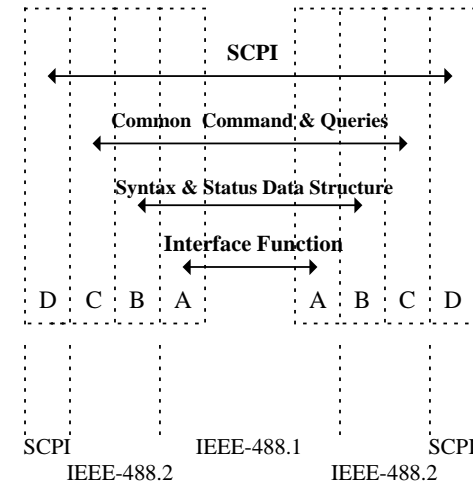 SCPI
Common Command & Queries
Syntax & Status Data Structure
Interface Function
D C B A A B C D
SCPI IEEE-488.1 SCPI
IEEE-488.2 IEEE-488.2